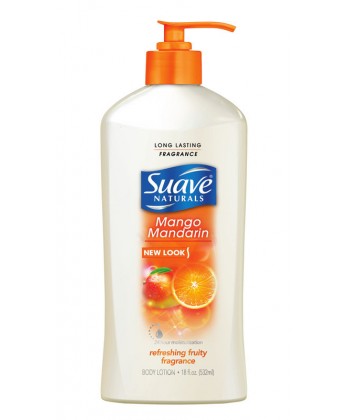 LONG LASTING
FRAGRANCE
Suave®
NATURALS
Mango
Mandarin
NEW LOOK
refreshing fruity
fragrance
BODY LOTION • 18 fl oz. (532ml)